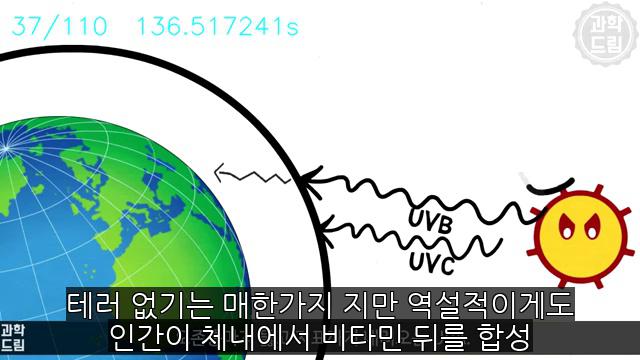 37/110 136.517241s
과학
드림
UVB
UVC
테러 없기는 매한가지 지만 역설적이게도
인간이 체내에서 비타민 뒤를 합성
과학
드림